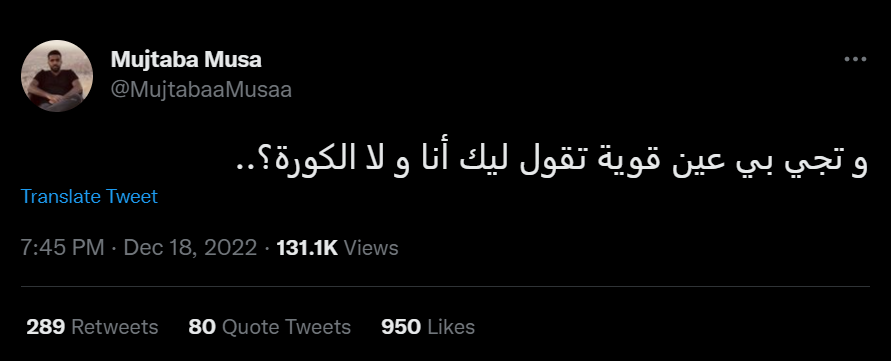 Mujtaba Musa
@MujtabaaMusaa
و تجي بي عين قوية تقول ليك أنا و لا الكورة؟..
Translate Tweet
7:45 PM · Dec 18, 2022 · 131.1K Views
289 Retweets 80 Quote Tweets 950 Likes